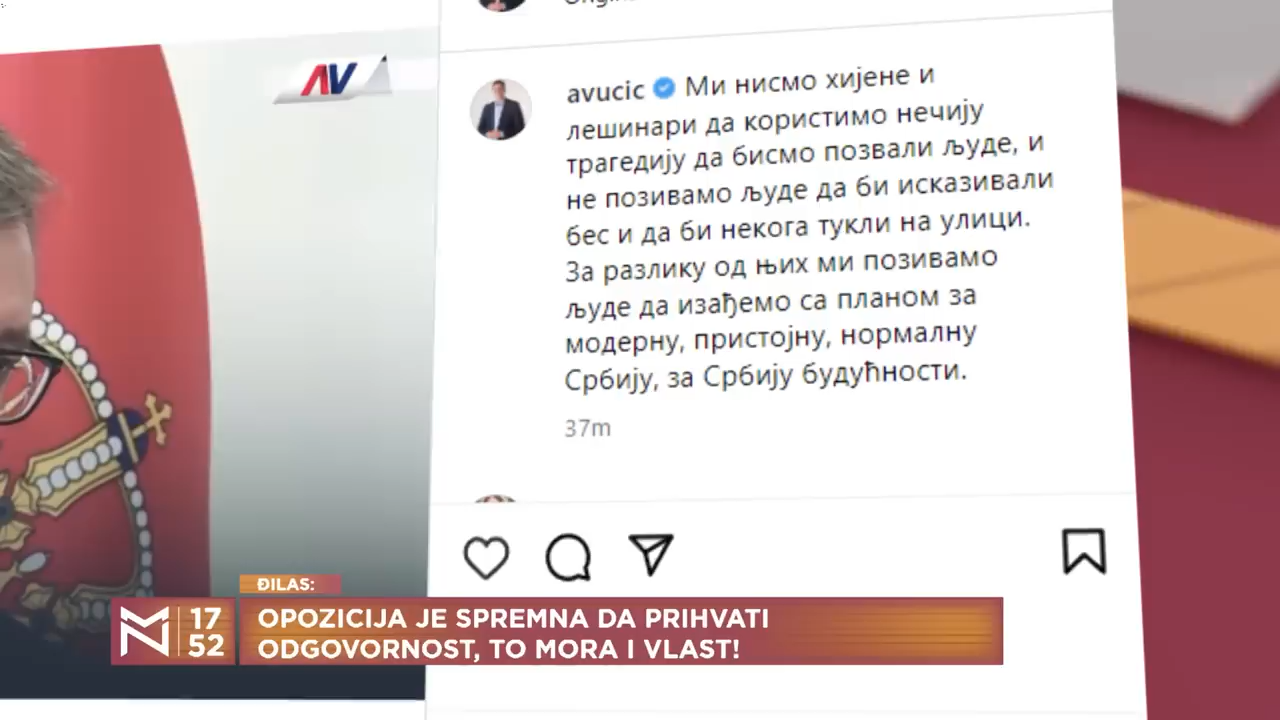 AV
avucic Ми нисмо хијене и
лешинари да користимо нечију
трагедију да бисмо позвали људе, и
не позивамо људе да би исказивали
бес и да би некога тукли на улици.
За разлику од њих ми позивамо
људе да изађемо са планом за
модерну, пристојну, нормалну
Србију, за Србију будућности.
37m
ĐILAS:
17
52
OPOZICIJA JE SPREMNA DA PRIHVATI
ODGOVORNOST, TO MORA I VLAST!